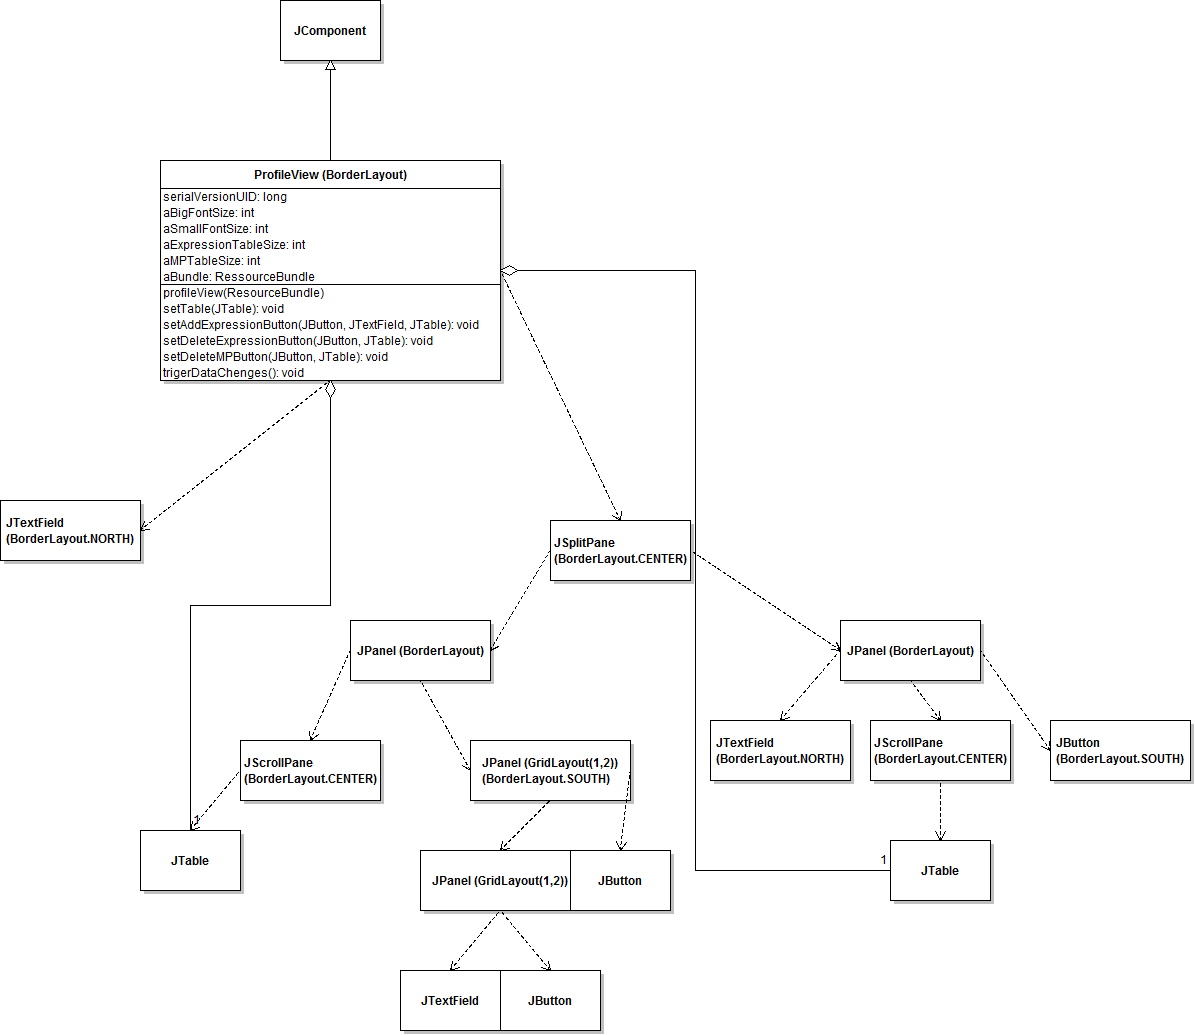 JComponent
ProfileView (BorderLayout)
serialVersionUID: long
aBigFontSize: int
aSmallFontSize: int
aExpressionTableSize: int
aMPTableSize: int
aBundle: RessourceBundle
profileView(ResourceBundle)
setTable(JTable): void
setAddExpressionButton(JButton, JTextField, JTable): void
setDeleteExpressionButton(JButton, JTable): void
setDeleteMPButton(JButton, JTable): void
trigerDataChenges(): void
JTextField
(BorderLayout.NORTH)
JSplitPane
(BorderLayout.CENTER)
JPanel (BorderLayout)
JPanel (BorderLayout)
JScrollPane
(BorderLayout.CENTER)
JPanel (GridLayout(1,2))
(BorderLayout.SOUTH)
JTextField
(BorderLayout.NORTH)
JScrollPane
(BorderLayout.CENTER)
JButton
(BorderLayout.SOUTH)
1
JTable
JPanel (GridLayout(1,2))
JButton
1
JTable
JTextField
JButton